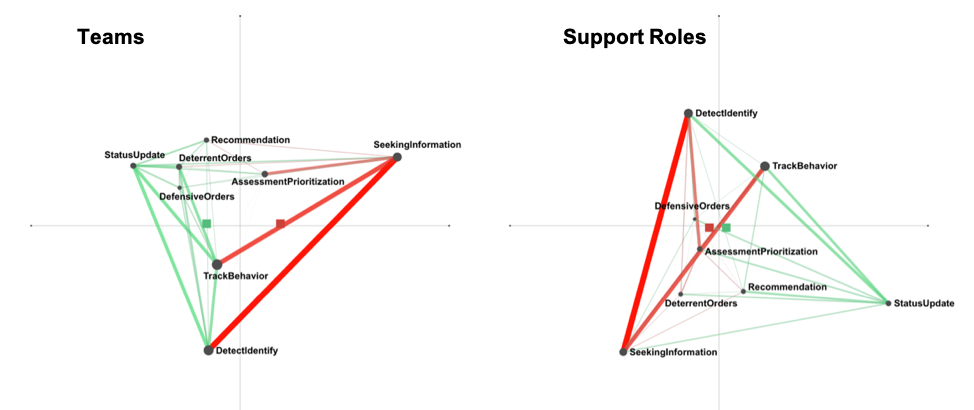 Teams
Recommendation
StatusUpdate
DeterrentOrders
SeekingInformation
AssessmentPrioritization
DefensiveOrders
TrackBehavior
DetectIdentify
Support Roles
DetectIdentify
TrackBehavior
DefensiveOrders
AssessmentPrioritization
Recommendation
DeterrentOrders
StatusUpdate
SeekingInformation